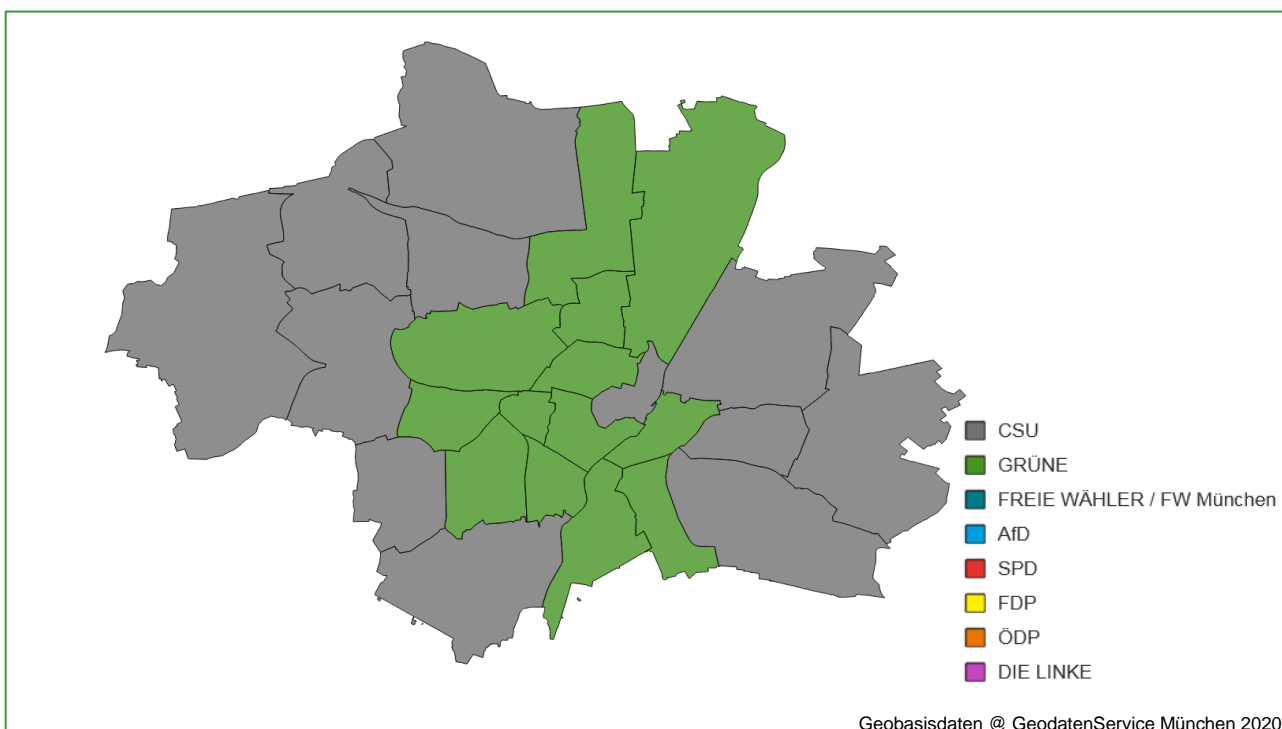 CSU
GRÜNE
FREIE WÄHLER / FW München
AfD
SPD
FDP
ÖDP
DIE LINKE
Geobasisdaten @ GeodatenService München 2020